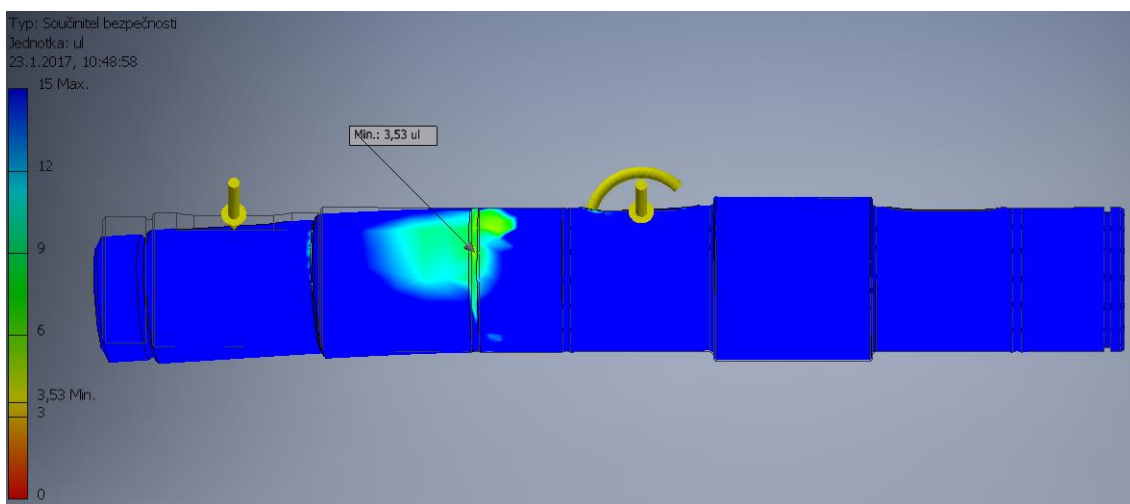 Typ: Součinitel bezpečnosti
Jednotka: ul
23.1.2017, 10:48:58
15 Max.
Min.: 3,53 ul
12
9
6
3,53 Min.
3
0